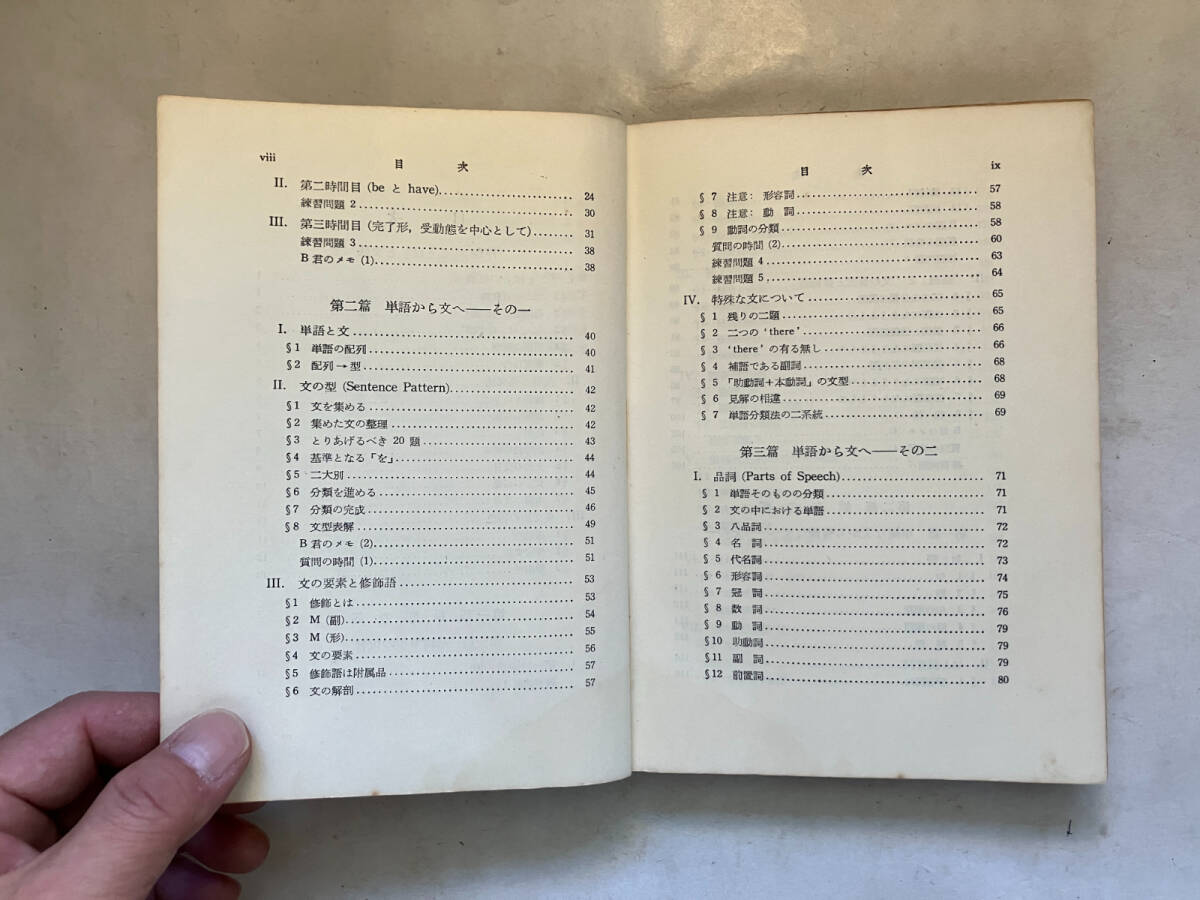 viii
目 次
II. 第二時間目 (be と have)........ 24
練習問題 2........ 30
III. 第三時間目 (完了形, 受動態を中心として)........ 31
練習問題 3........ 38
B 君のメモ (1)........ 38
第二篇 単語から文へ――その一
I. 単語と文........ 40
§1 単語の配列........ 40
§2 配列→型........ 41
II. 文の型 (Sentence Pattern)........ 42
§1 文を集める........ 42
§2 集めた文の整理........ 42
§3 とりあげるべき 20 題........ 43
§4 基準となる「を」........ 44
§5 二大別........ 44
§6 分類を進める........ 45
§7 分類の完成........ 46
§8 文型表解........ 49
B 君のメモ (2)........ 51
質問の時間 (1)........ 51
III. 文の要素と修飾語........ 53
§1 修飾とは........ 53
§2 M (副)........ 54
§3 M (形)........ 55
§4 文の要素........ 56
§5 修飾語は附属品........ 57
§6 文の解剖........ 57
目 次
ix
§7 注意: 形容詞........ 57
§8 注意: 動 詞........ 58
§9 動詞の分類........ 58
質問の時間 (2)........ 60
練習問題 4........ 63
練習問題 5........ 64
IV. 特殊な文について........ 65
§1 残りの二題........ 65
§2 二つの 'there'........ 66
§3 'there' の有る無し........ 66
§4 補語である副詞........ 68
§5 「助動詞+本動詞」の文型........ 68
§6 見解の相違........ 69
§7 単語分類法の二系統........ 69
第三篇 単語から文へ――その二
I. 品詞 (Parts of Speech)........ 71
§1 単語そのものの分類........ 71
§2 文の中における単語........ 71
§3 八品詞........ 72
§4 名 詞........ 72
§5 代名詞........ 73
§6 形容詞........ 74
§7 冠 詞........ 75
§8 数 詞........ 76
§9 動 詞........ 79
§10 助動詞........ 79
§11 副 詞........ 79
§12 前置詞........ 80